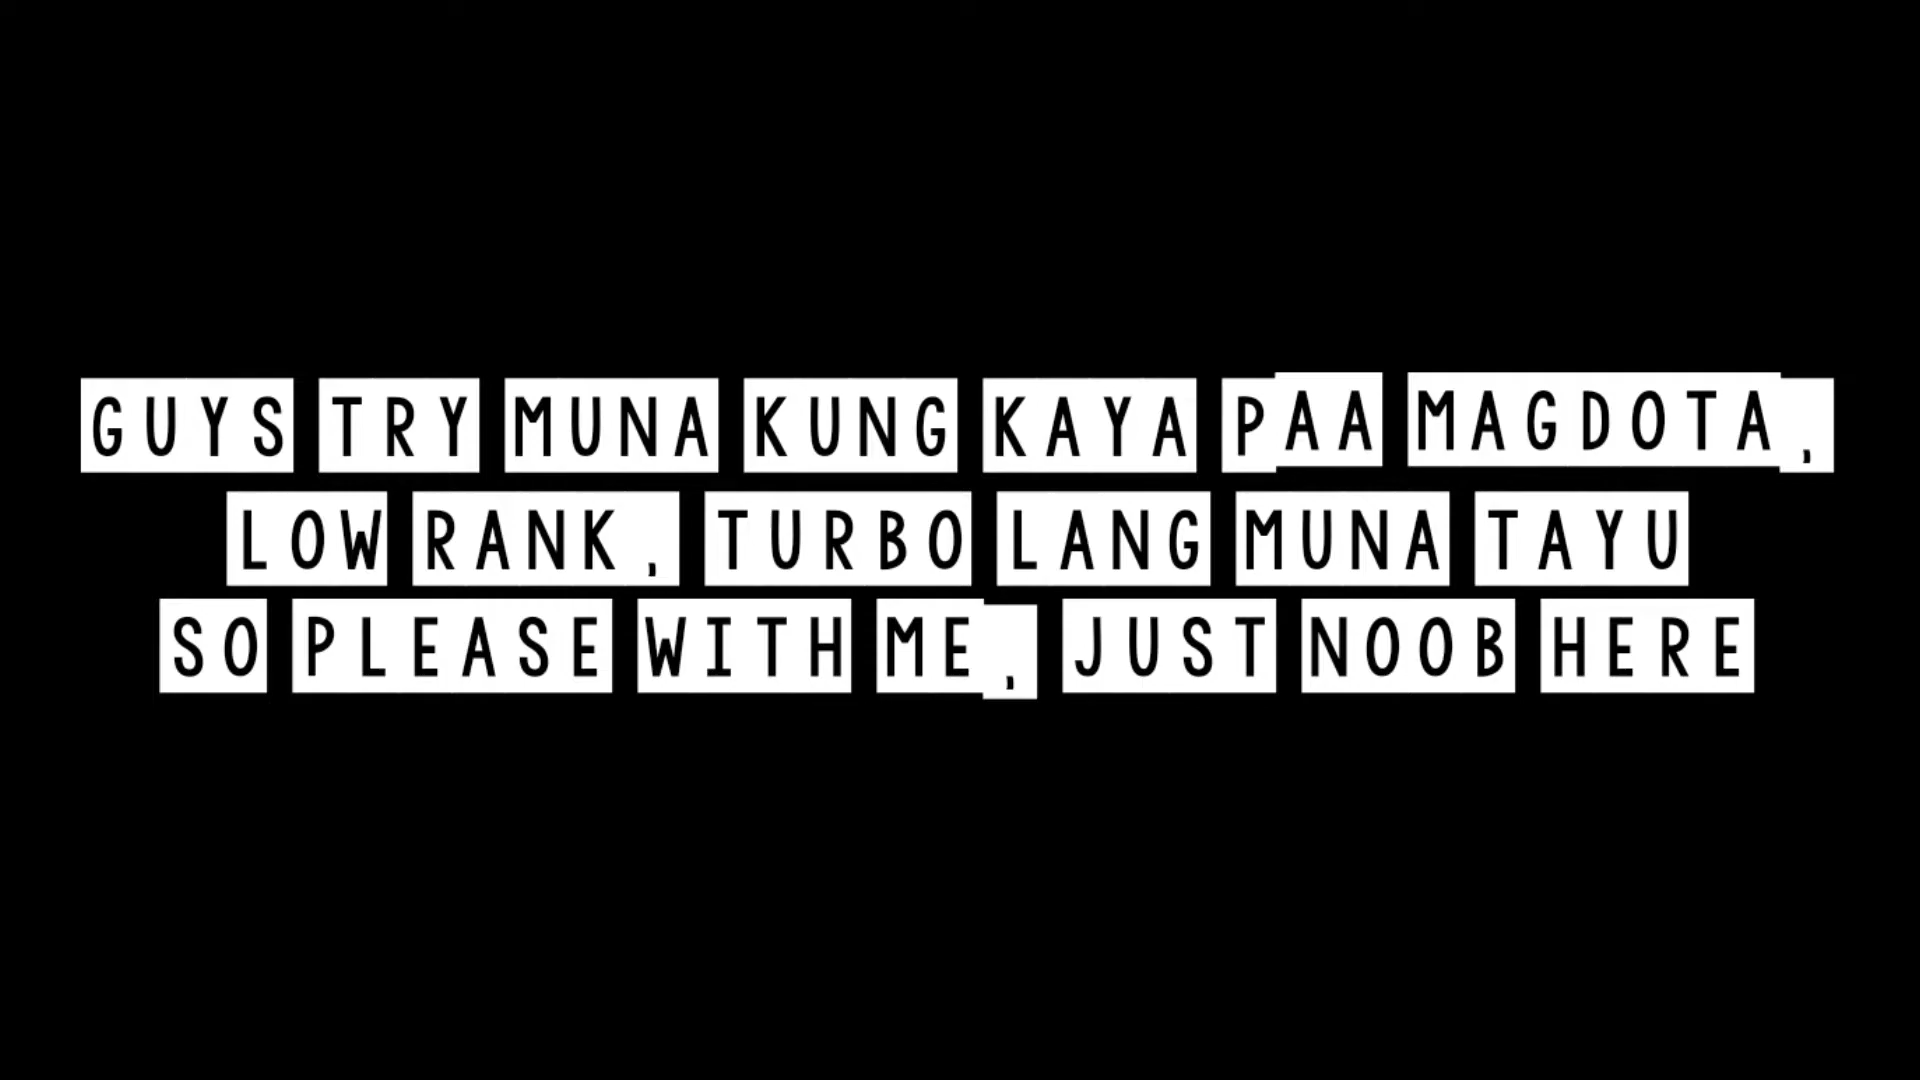 GUYS TRY MUNA KUNG KAYA PAA MAGDOTA,
LOW RANK, TURBO LANG MUNA TAYU
SO PLEASE WITH ME, JUST NOOB HERE